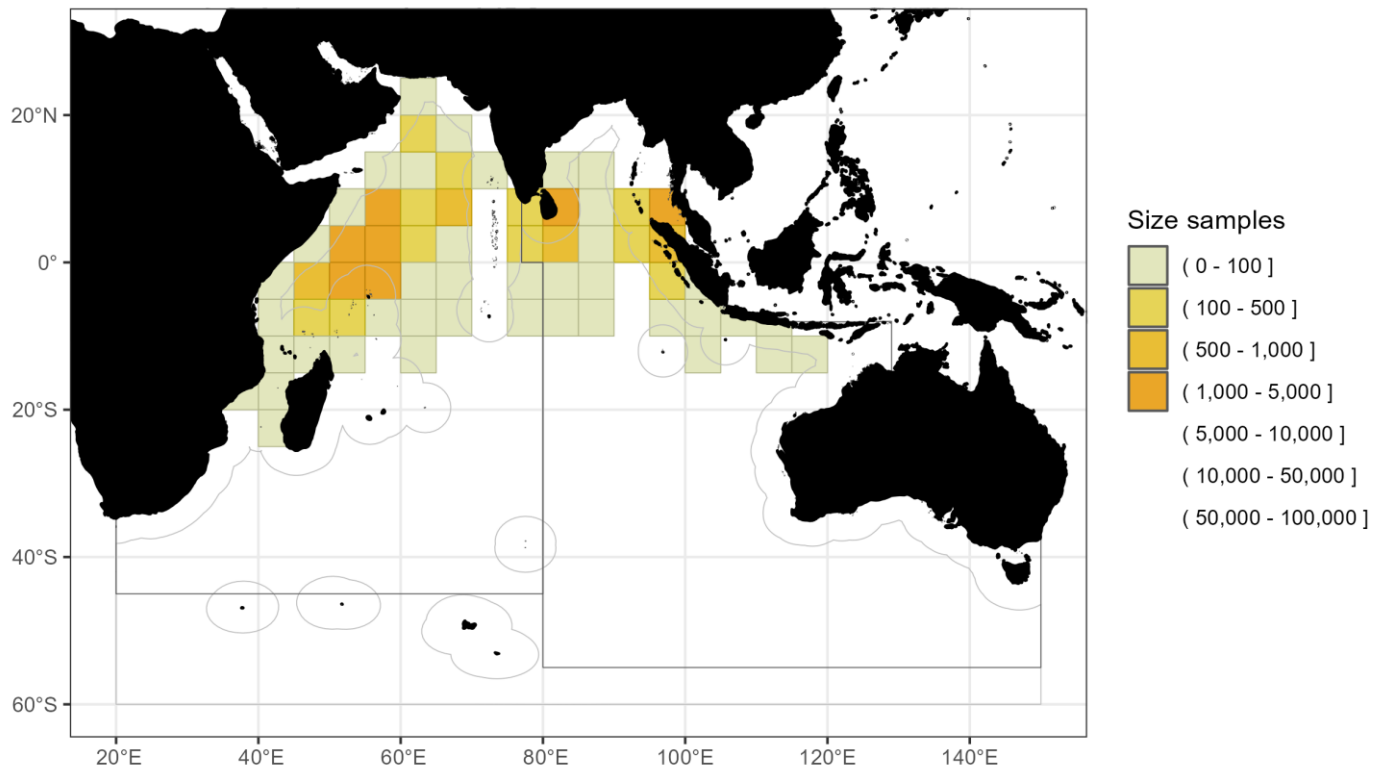 20°N
0°
20°S
40°S
60°S
20°E 40°E 60°E 80°E 100°E 120°E 140°E
Size samples
( 0 - 100 ]
( 100 - 500 ]
( 500 - 1,000 ]
( 1,000 - 5,000 ]
( 5,000 - 10,000 ]
( 10,000 - 50,000 ]
( 50,000 - 100,000 ]